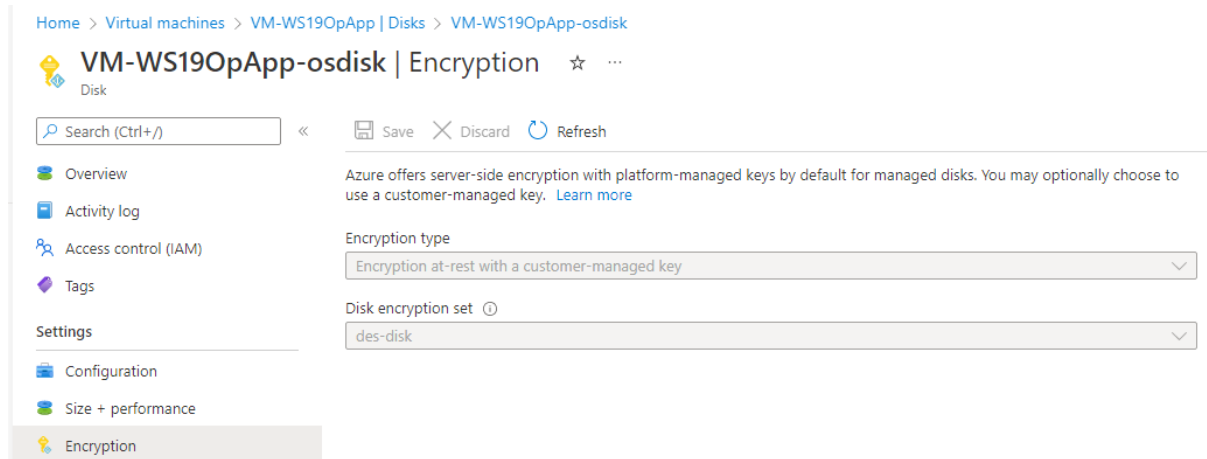 Home > Virtual machines > VM-WS19OpApp | Disks > VM-WS19OpApp-osdisk
VM-WS19OpApp-osdisk | Encryption ☆ ...
Disk
Search (Ctrl+/) «
Save Discard Refresh
Overview
Activity log
Access control (IAM)
Tags
Settings
Configuration
Size + performance
Encryption
Azure offers server-side encryption with platform-managed keys by default for managed disks. You may optionally choose to
use a customer-managed key. Learn more
Encryption type
Encryption at-rest with a customer-managed key
Disk encryption set
des-disk